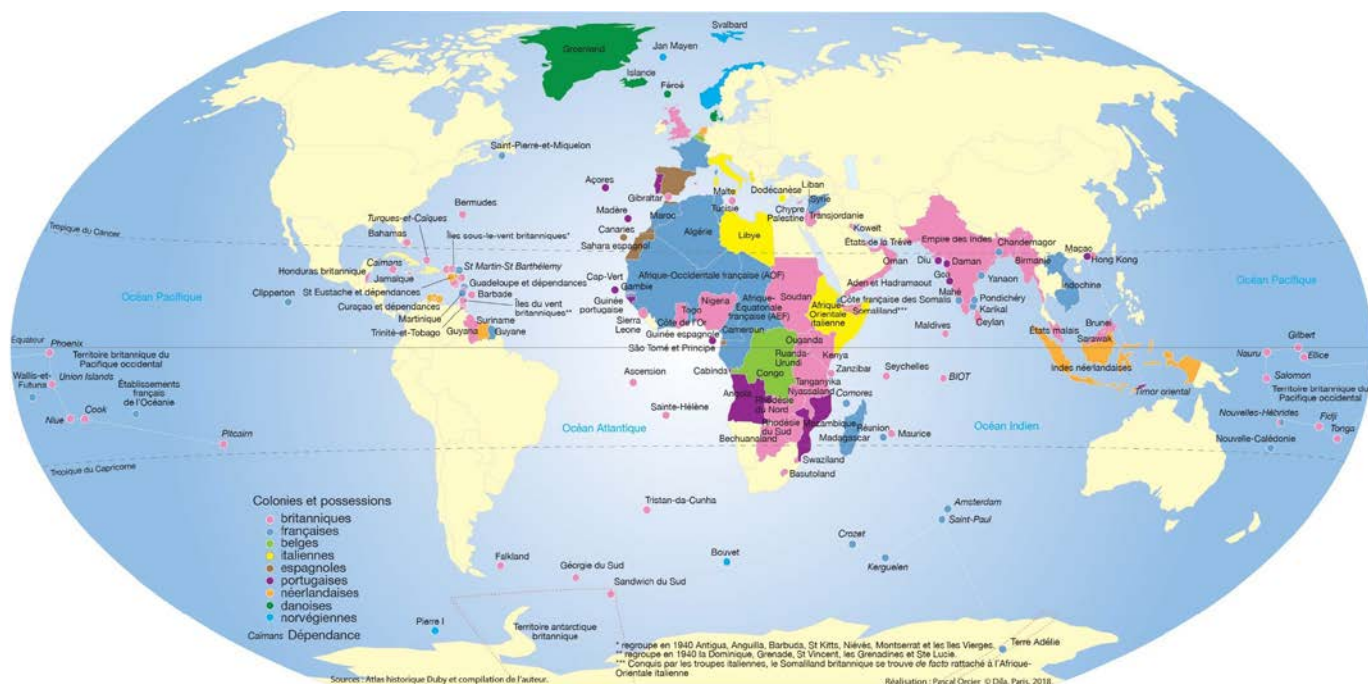 Svalbard
Groenland
Jan Mayen
Islande
Féroé
Saint-Pierre-et-Miquelon
Açores
Gibraltar
Malte
Tunisie
Dodécanèse
Chypre
Palestine
Liban
Syrie
Transjordanie
Bermudes
Madère
Maroc
Turques-et-Caïques
Bahamas
Îles sous-le-vent britanniques*
Canaries
Sahara espagnol
Algérie
Libye
Koweït
États de la Trêve
Empire des Indes
Chandernagor
Macao
Hong Kong
Tropique du Cancer
Caïmans
Honduras britannique
Jamaïque
St Martin-St Barthélemy
Guadeloupe et dépendances
Afrique-Occidentale française (AOF)
Oman
Diu
Daman
Birmanie
Océan Pacifique
Océan Pacifique
Clipperton
St Eustache et dépendances
Curaçao et dépendances
Barbade
Cap-Vert
Gambie
Aden et Hadramaout
Goa
Yanaon
Indochine
Martinique
Îles du vent
britanniques**
Guinée
portugaise
Nigeria
Afrique-
Equatoriale
française (AEF)
Soudan
Afrique-
Orientale
italienne
Côte française des Somalis
Somaliland***
Mahé
Pondichéry
Karikal
Ceylan
Trinité-et-Tobago
Suriname
Guyana
Guyane
Sierra
Leone
Togo
Côte de l'Or
Cameroun
Guinée espagnole
Maldives
États malais
Brunei
Sarawak
Equateur
Phoenix
Territoire britannique du
Pacifique occidental
São Tomé et Principe
Ouganda
Ruanda-
Urundi
Kenya
Zanzibar
Seychelles
Indes néerlandaises
Nauru
Gilbert
Ellice
Wallis-et-
Futuna
Union Islands
Établissements
français
de l'Océanie
Ascension
Cabinda
Congo
Tanganyika
Nyassaland
BIOT
Salomon
Territoire britannique du
Pacifique occidental
Timor oriental
Niue
Cook
Sainte-Hélène
Angola
Rhodésie
du Nord
Comores
Nouvelles-Hébrides
Fidji
Tonga
Pitcairn
Océan Atlantique
Rhodésie
du Sud
Mozambique
Madagascar
Réunion
Maurice
Océan Indien
Nouvelle-Calédonie
Tropique du Capricorne
Bechuanaland
Swaziland
Basutoland
Colonies et possessions
britanniques
françaises
belges
italiennes
espagnoles
portugaises
néerlandaises
danoises
norvégiennes
Caïmans Dépendance
Tristan-da-Cunha
Amsterdam
Saint-Paul
Crozet
Kerguelen
Falkland
Géorgie du Sud
Sandwich du Sud
Bouvet
Pierre I
Territoire antarctique
britannique
Terre Adélie
* regroupe en 1940 Antigua, Anguilla, Barbuda, St Kitts, Niévès, Montserrat et les Iles Vierges.
** regroupe en 1940 la Dominique, Grenade, St Vincent, les Grenadines et Ste Lucie.
*** Conquis par les troupes italiennes, le Somaliland britannique se trouve de facto rattaché à l'Afrique-
Orientale italienne
Sources : Atlas historique Duby et compilation de l'auteur.
Réalisation : Pascal Orcier © Dila, Paris, 2018.